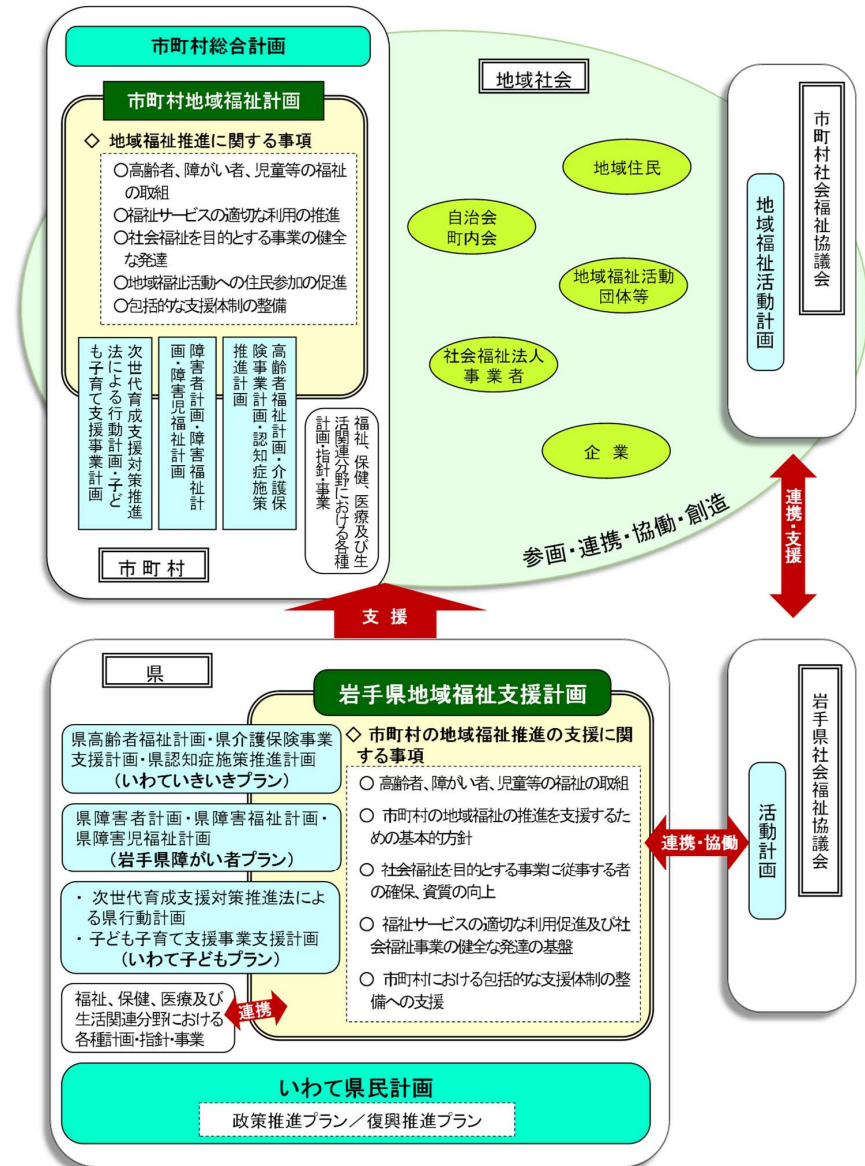 市町村総合計画
市町村地域福祉計画
◇ 地域福祉推進に関する事項
○高齢者、障がい者、児童等の福祉
の取組
○福祉サービスの適切な利用の推進
○社会福祉を目的とする事業の健全
な発達
○地域福祉活動への住民参加の促進
○包括的な支援体制の整備
次世代育成支援対策推進
法による行動計画・子ど
も子育て支援事業計画
障害者計画・障害福祉計
画・障害児福祉計画
高齢者福祉計画・介護保
険事業計画・認知症施策
推進計画
福祉、保健、医療及び生
活関連分野における各種
計画・指針・事業
市町村
地域社会
地域住民
自治会
町内会
地域福祉活動
団体等
社会福祉法人
事業者
企業
参画・連携・協働・創造
市町村社会福祉協議会
地域福祉活動計画
連携・支援
支援
県
岩手県地域福祉支援計画
県高齢者福祉計画・県介護保険事業
支援計画・県認知症施策推進計画
(いわていきいきプラン)
県障害者計画・県障害福祉計画・
県障害児福祉計画
(岩手県障がい者プラン)
・ 次世代育成支援対策推進法によ
る県行動計画
・ 子ども子育て支援事業支援計画
(いわて子どもプラン)
福祉、保健、医療及び
生活関連分野における
各種計画・指針・事業
連携
◇ 市町村の地域福祉推進の支援に関
する事項
○ 高齢者、障がい者、児童等の福祉の取組
○ 市町村の地域福祉の推進を支援するた
めの基本的方針
○ 社会福祉を目的とする事業に従事する者
の確保、資質の向上
○ 福祉サービスの適切な利用促進及び社
会福祉事業の健全な発達の基盤
○ 市町村における包括的な支援体制の整
備への支援
連携・協働
岩手県社会福祉協議会
活動計画
いわて県民計画
政策推進プラン/復興推進プラン